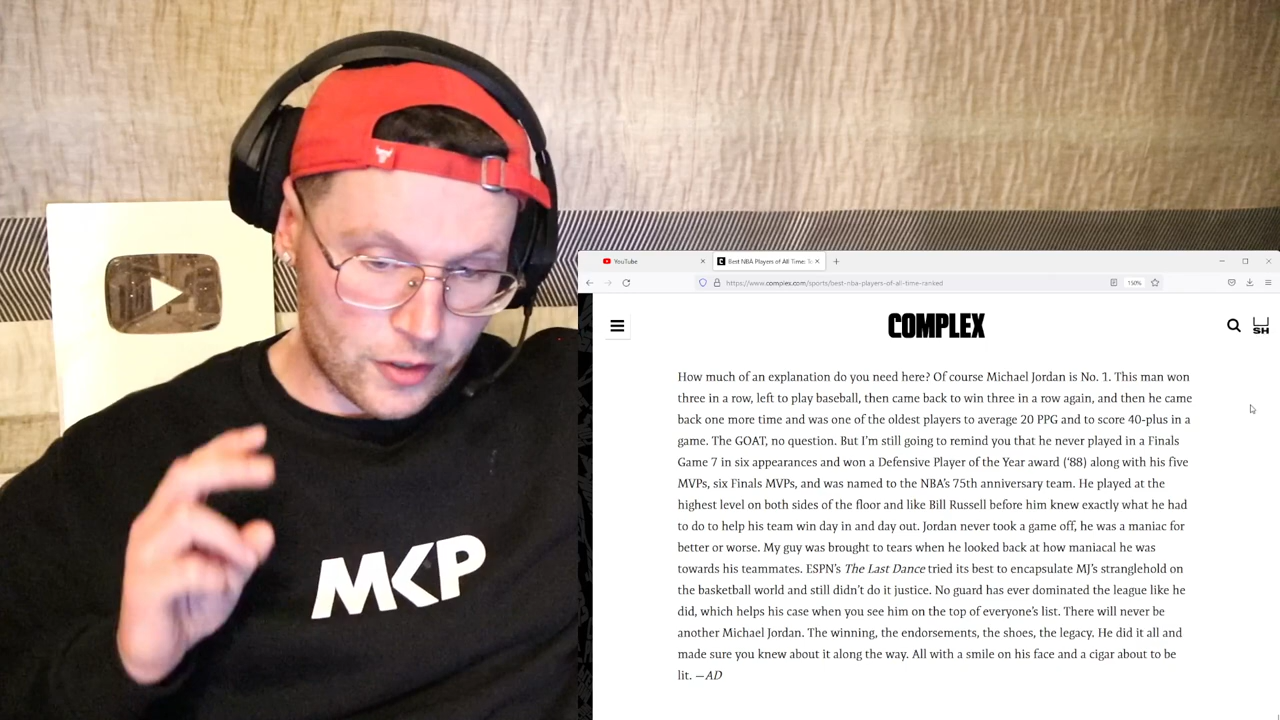 MKP
YouTube
Best NBA Players of All Time: To
https://www.complex.com/sports/best-nba-players-of-all-time-ranked
150%
COMPLEX
SH
How much of an explanation do you need here? Of course Michael Jordan is No. 1. This man won
three in a row, left to play baseball, then came back to win three in a row again, and then he came
back one more time and was one of the oldest players to average 20 PPG and to score 40-plus in a
game. The GOAT, no question. But I’m still going to remind you that he never played in a Finals
Game 7 in six appearances and won a Defensive Player of the Year award (‘88) along with his five
MVPs, six Finals MVPs, and was named to the NBA’s 75th anniversary team. He played at the
highest level on both sides of the floor and like Bill Russell before him knew exactly what he had
to do to help his team win day in and day out. Jordan never took a game off, he was a maniac for
better or worse. My guy was brought to tears when he looked back at how maniacal he was
towards his teammates. ESPN’s The Last Dance tried its best to encapsulate MJ’s stranglehold on
the basketball world and still didn’t do it justice. No guard has ever dominated the league like he
did, which helps his case when you see him on the top of everyone’s list. There will never be
another Michael Jordan. The winning, the endorsements, the shoes, the legacy. He did it all and
made sure you knew about it along the way. All with a smile on his face and a cigar about to be
lit. —AD